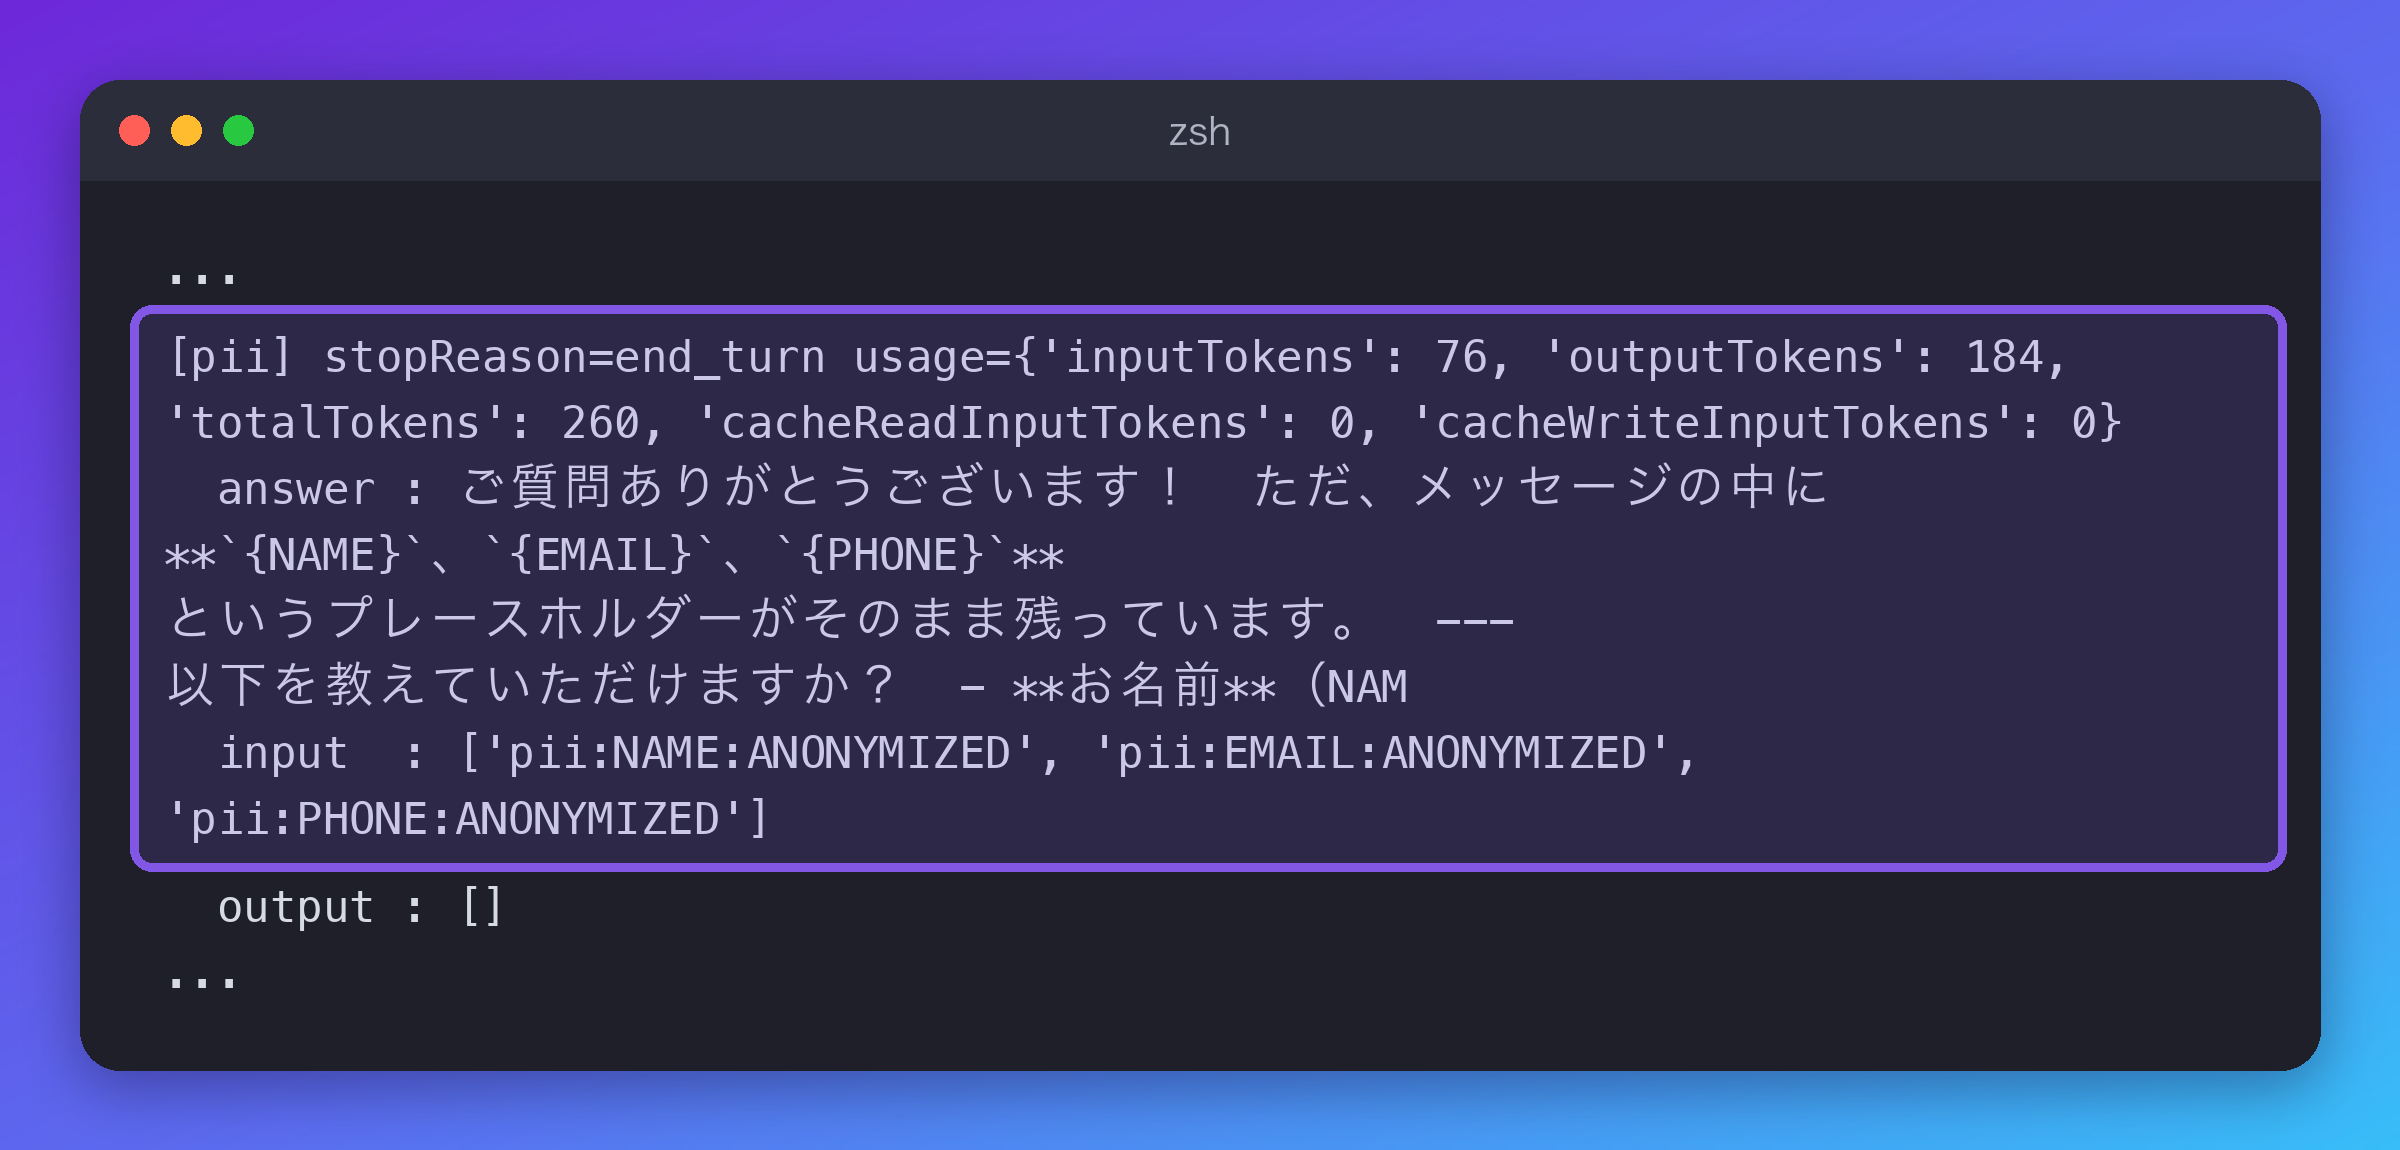 zsh
...
[pii] stopReason=end_turn usage={'inputTokens': 76, 'outputTokens': 184,
'totalTokens': 260, 'cacheReadInputTokens': 0, 'cacheWriteInputTokens': 0}
  answer : ご質問ありがとうございます！　ただ、メッセージの中に
**`{NAME}`、`{EMAIL}`、`{PHONE}`**
というプレースホルダーがそのまま残っています。　---
以下を教えていただけますか？　- **お名前**（NAM
  input  : ['pii:NAME:ANONYMIZED', 'pii:EMAIL:ANONYMIZED',
'pii:PHONE:ANONYMIZED']
  output : []
...